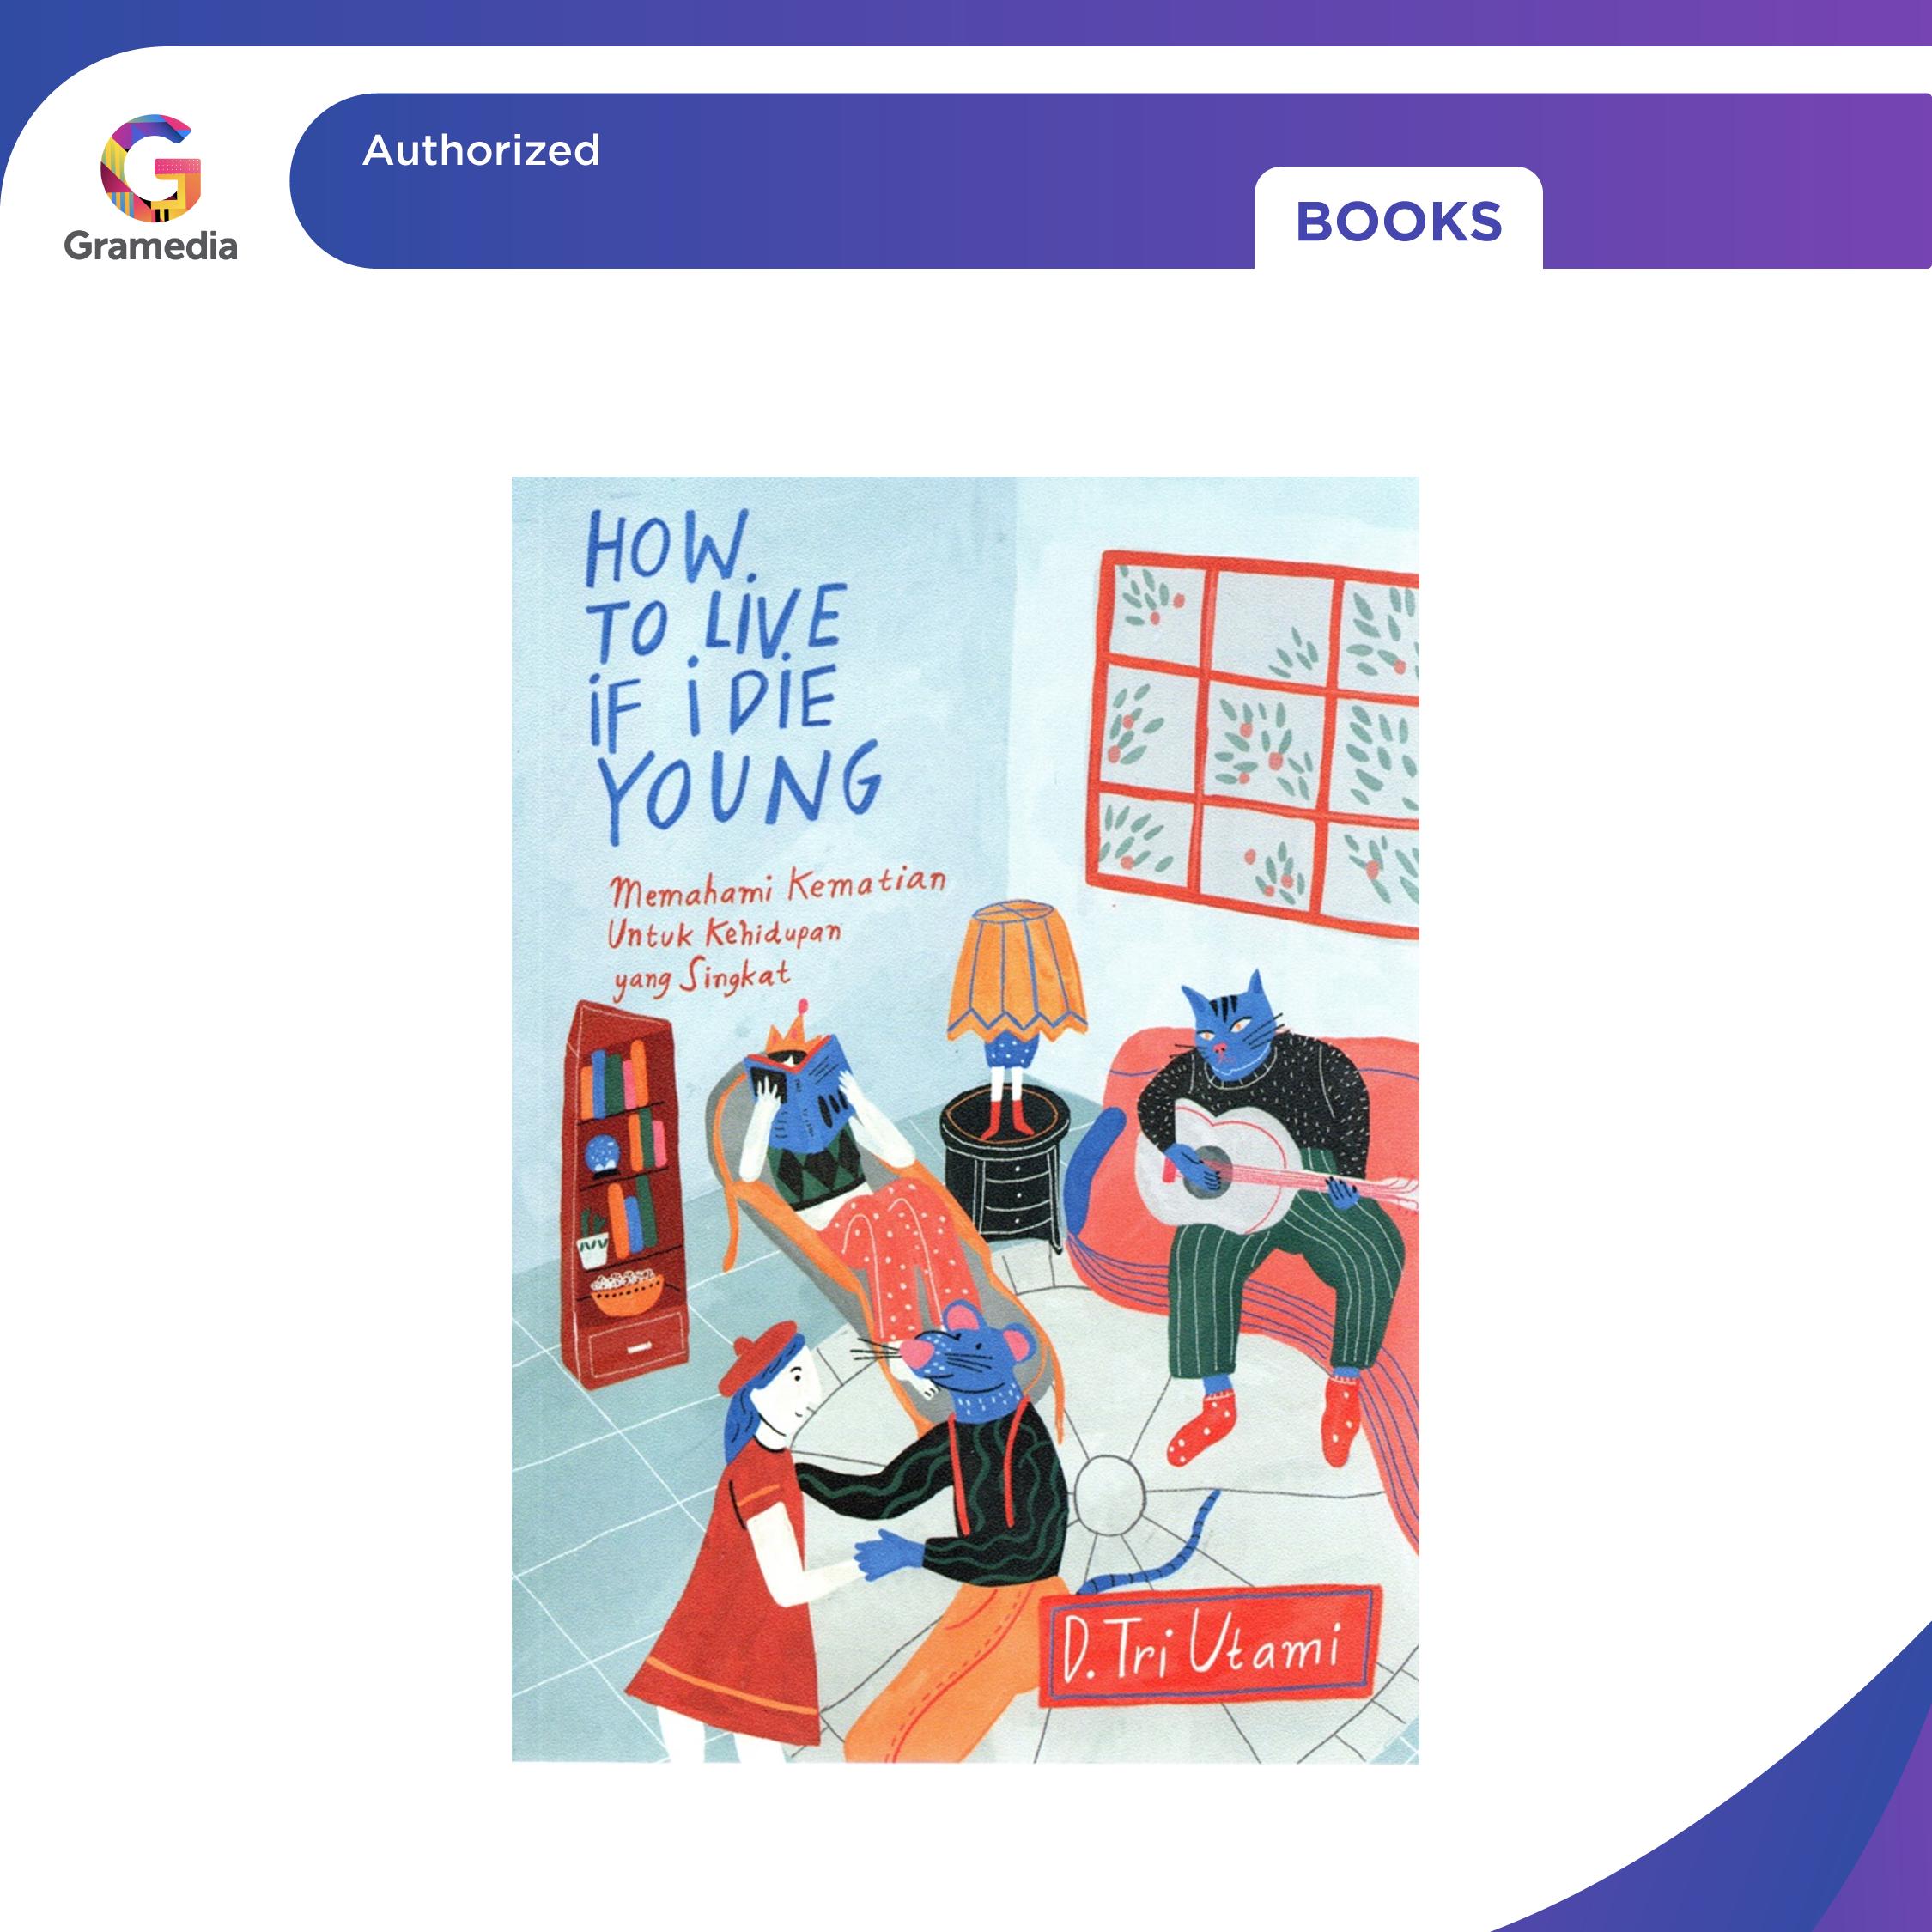 Gramedia
Authorized
BOOKS
HOW
TO LiVE
iF i DiE
YOUNG
Memahami Kematian
Untuk Kehidupan
yang Singkat
D. Tri Utami